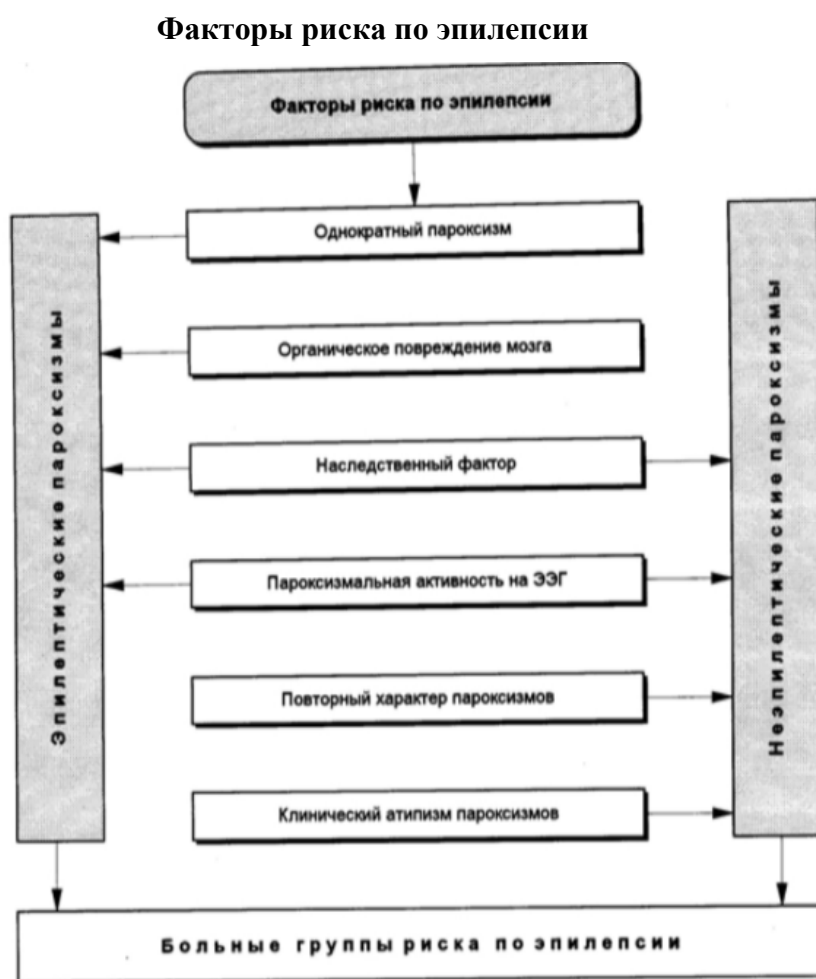 Факторы риска по эпилепсии
Факторы риска по эпилепсии
Однократный пароксизм
Органическое повреждение мозга
Наследственный фактор
Пароксизмальная активность на ЭЭГ
Повторный характер пароксизмов
Клинический атипизм пароксизмов
Эпилептические пароксизмы
Неэпилептические пароксизмы
Больные группы риска по эпилепсии